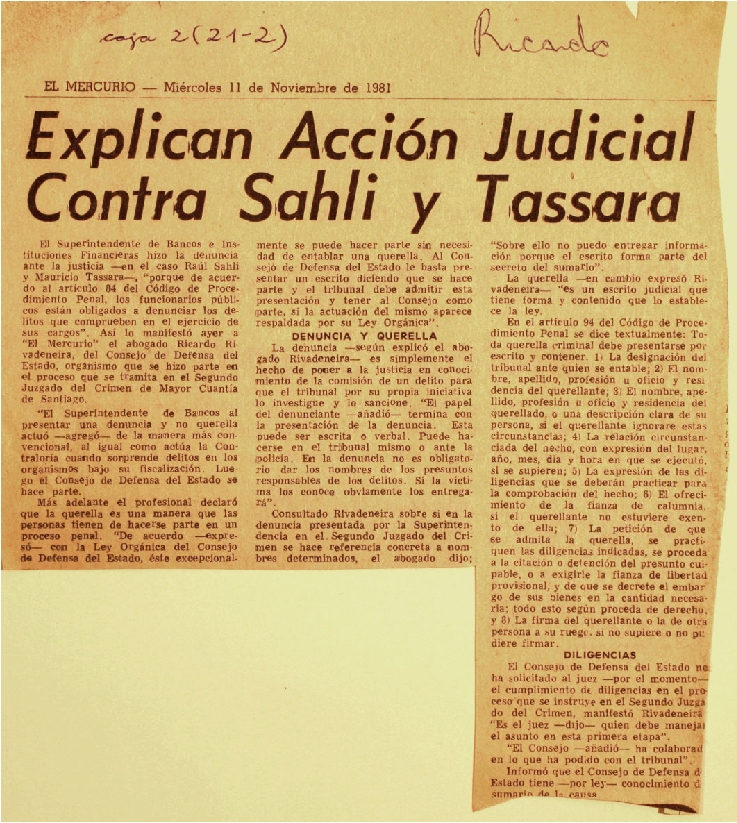 caja 2 (21-2)
Ricardo
EL MERCURIO — Miércoles 11 de Noviembre de 1981
Explican Acción Judicial
Contra Sahli y Tassara
El Superintendente de Bancos e Ins-
tituciones Financieras hizo la denuncia
ante la justicia —en el caso Raúl Sahli
y Mauricio Tassara—, "porque de acuer-
do al artículo 84 del Código de Proce-
dimiento Penal, los funcionarios públi-
cos están obligados a denunciar los de-
litos que comprueben en el ejercicio de
sus cargos". Así lo manifestó ayer a
"El Mercurio" el abogado Ricardo Ri-
vadeneira, del Consejo de Defensa del
Estado, organismo que se hizo parte en
el proceso que se tramita en el Segundo
Juzgado del Crimen de Mayor Cuantía
de Santiago.
"El Superintendente de Bancos al
presentar una denuncia y no querella
actuó —agregó— de la manera más con-
vencional, al igual como actúa la Con-
traloría cuando sorprende delitos en los
organismos bajo su fiscalización. Lue-
go el Consejo de Defensa del Estado se
hace parte.
Más adelante el profesional declaró
que la querella es una manera que las
personas tienen de hacerse parte en un
proceso penal. "De acuerdo —expre-
só— con la Ley Orgánica del Consejo
de Defensa del Estado, éste excepcional-
mente se puede hacer parte sin necesi-
dad de entablar una querella. Al Con-
sejo de Defensa del Estado le basta pre-
sentar un escrito diciendo que se hace
parte y el tribunal debe admitir esta
presentación y tener al Consejo como
parte, si la actuación del mismo aparece
respaldada por su Ley Orgánica".
DENUNCIA Y QUERELLA
La denuncia —según explicó el abo-
gado Rivadeneira— es simplemente el
hecho de poner a la justicia en conoci-
miento de la comisión de un delito para
que el tribunal por su propia iniciativa
lo investigue y lo sancione. "El papel
del denunciante —añadió— termina con
la presentación de la denuncia. Esta
puede ser escrita o verbal. Puede ha-
cerse en el tribunal mismo o ante la
policía. En la denuncia no es obligato-
rio dar los nombres de los presuntos
responsables de los delitos. Si la vícti-
ma los conoce obviamente los entrega-
rá".
Consultado Rivadeneira sobre si en la
denuncia presentada por la Superinten-
dencia en el Segundo Juzgado del Cri-
men se hace referencia concreta a nom-
bres determinados, el abogado dijo:
"Sobre ello no puedo entregar informa-
ción porque el escrito forma parte del
secreto del sumario".
La querella —en cambio expresó Ri-
vadeneira— "es un escrito judicial que
tiene forma y contenido que la estable-
ce la ley.
En el artículo 94 del Código de Proce-
dimiento Penal se dice textualmente: To-
da querella criminal debe presentarse por
escrito y contener. 1) La designación del
tribunal ante quien se entable; 2) El nom-
bre, apellido, profesión u oficio y resi
dencia del querellante; 3) El nombre, ape-
llido, profesión u oficio y residencia del
querellado, o una descripción clara de su
persona, si el querellante ignorare estas
circunstancias; 4) La relación circunstan-
ciada del hecho, con expresión del lugar,
año, mes, día y hora en que se ejecutó,
si se supieren; 5) La expresión de las di-
ligencias que se deberán practicar para
la comprobación del hecho; 6) El ofreci-
miento de la fianza de calumnia,
si el querellante no estuviere exen-
to de ella; 7) La petición de que
se admita la querella, se practi-
quen las diligencias indicadas, se proceda
a la citación o detención del presunto cul-
pable, o a exigirle la fianza de libertad
provisional, y de que se decrete el embar
go de sus bienes en la cantidad necesa-
ria; todo esto según proceda de derecho,
y 8) La firma del querellante o la de otra
persona a su ruego, si no supiere o no pu
diere firmar.
DILIGENCIAS
El Consejo de Defensa del Estado no
ha solicitado al juez —por el momento—
el cumplimiento de diligencias en el pro-
ceso que se instruye en el Segundo Juzga
do del Crimen, manifestó Rivadeneira
"Es el juez —dijo— quien debe maneja
el asunto en esta primera etapa".
"El Consejo —añadió— ha colaborad
en lo que ha podido con el tribunal".
Informó que el Consejo de Defensa d
Estado tiene —por ley— conocimiento d
sumario de la causa